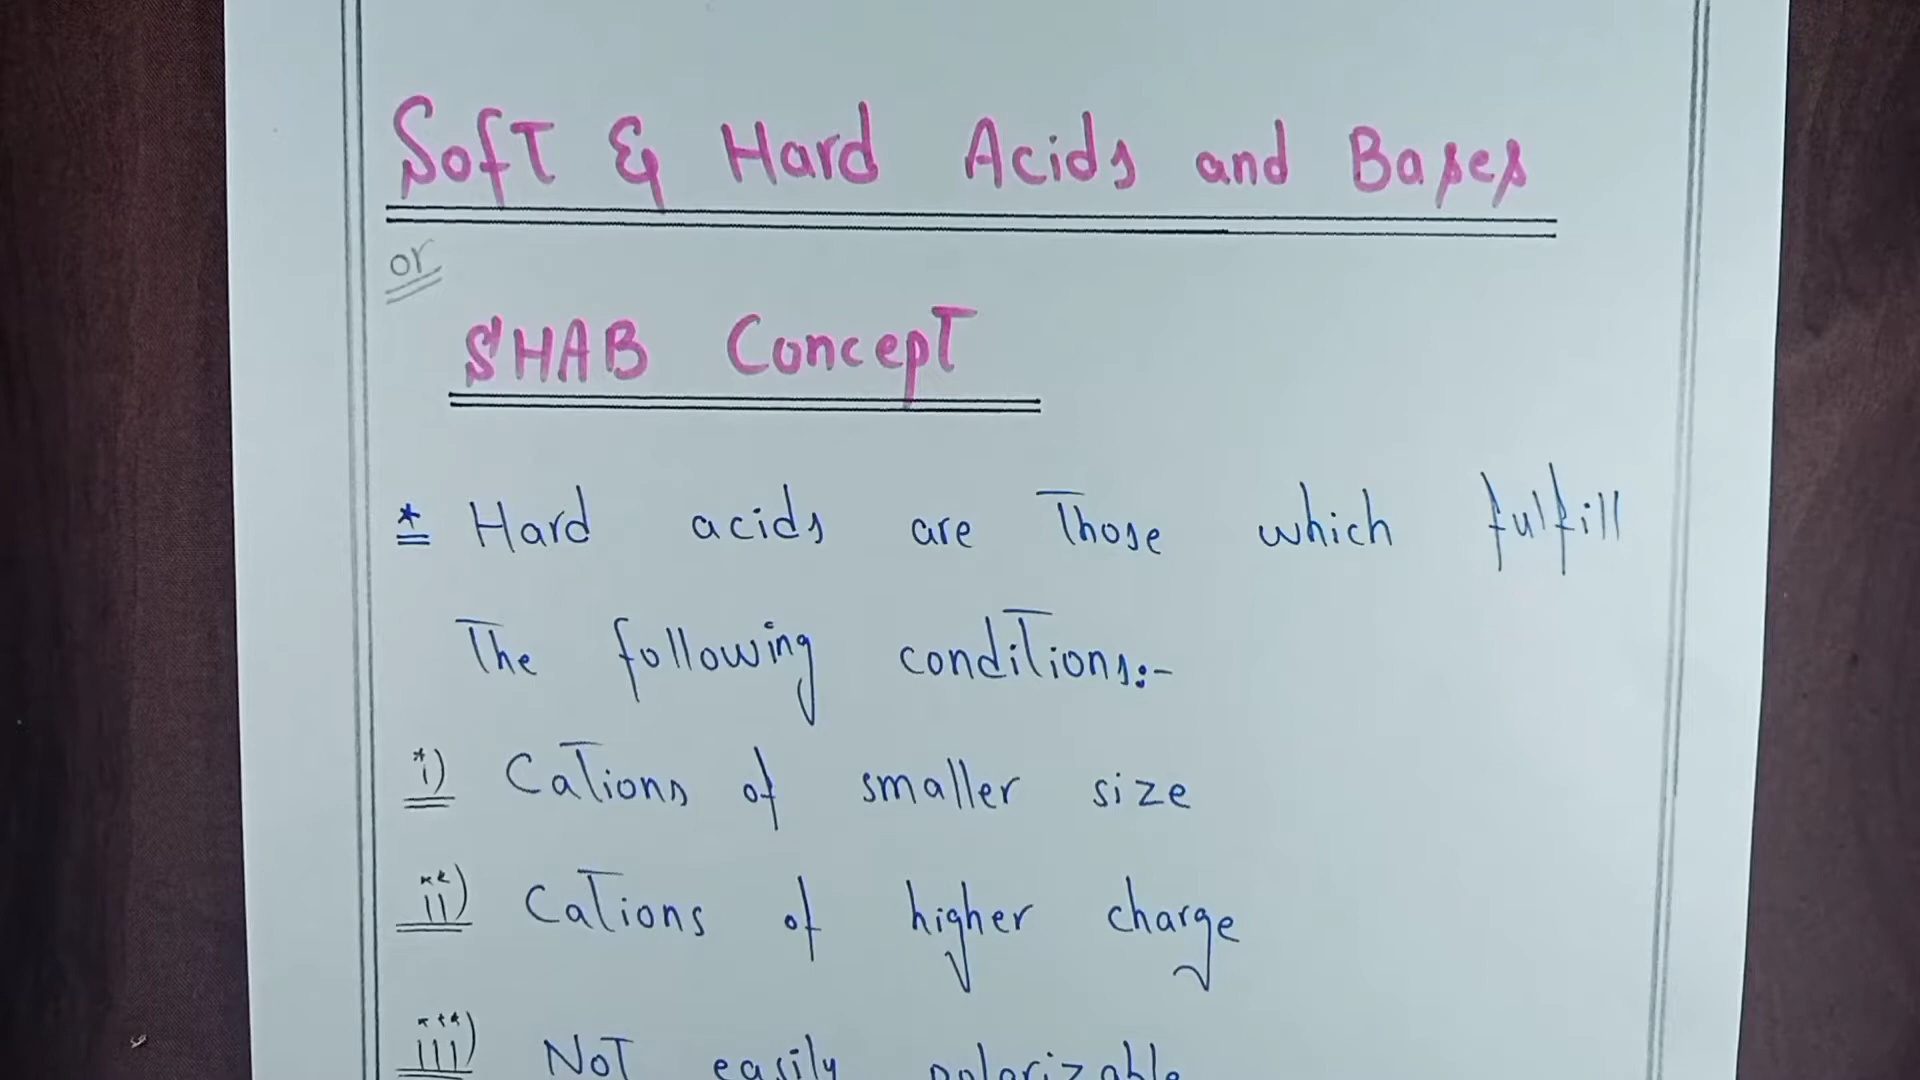 Soft & Hard Acids and Bases
or
SHAB Concept
* Hard acids are Those which fulfill
The following conditions:-
i) Cations of smaller size
ii) Cations of higher charge
iii) Not easily polarizable